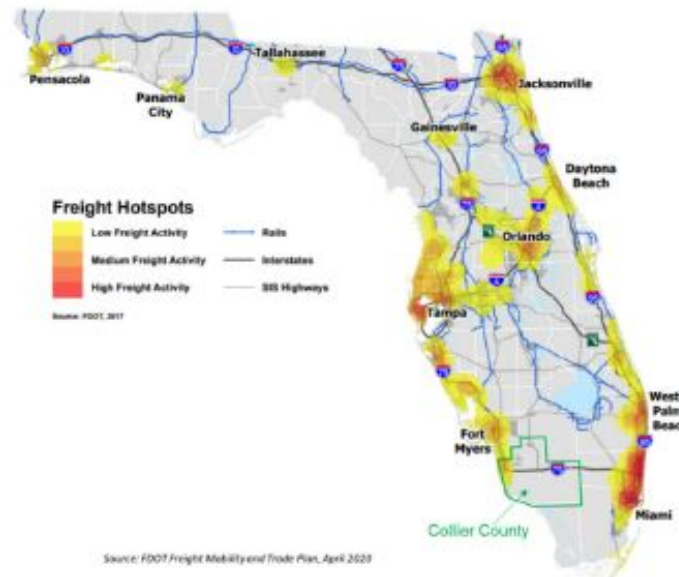 Tallahassee
Pensacola
Panama
City
Jacksonville
Gainesville
Daytona
Beach
Freight Hotspots
Low Freight Activity
Medium Freight Activity
High Freight Activity
Rails
Interstates
SIS Highways
Source: FDOT, 2017
Orlando
Tampa
West
Palm
Beach
Fort
Myers
Miami
Collier County
Source: FDOT Freight Mobility and Trade Plan, April 2020